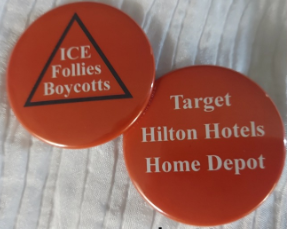 ICE
Follies
Boycotts
Target
Hilton Hotels
Home Depot